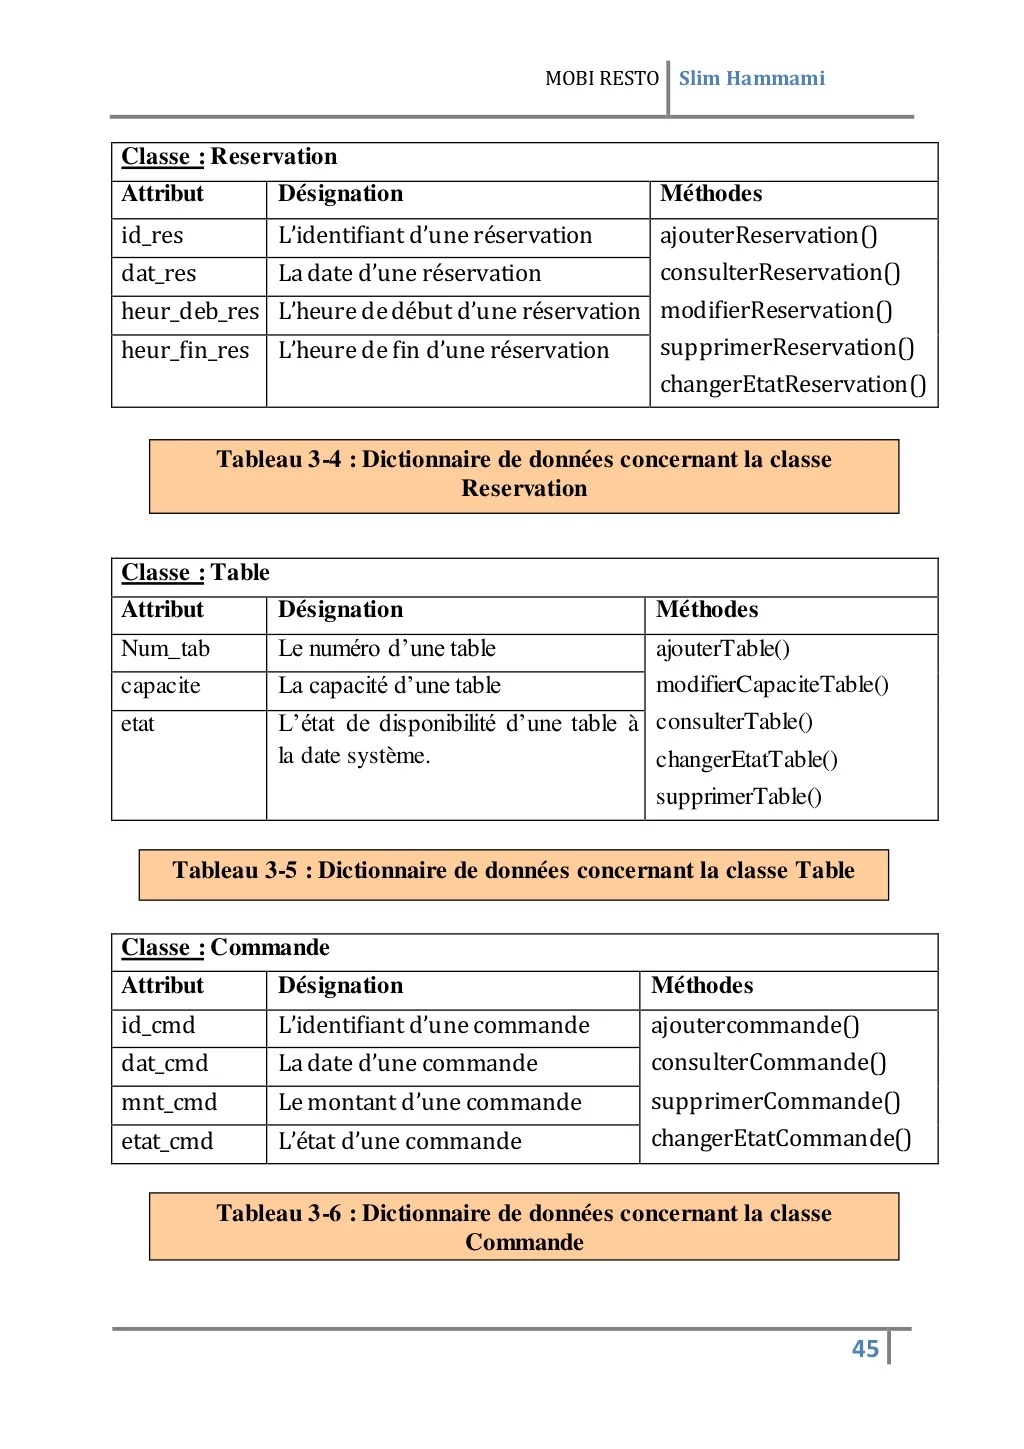 MOBI RESTO Slim Hammami
Classe : Reservation
Attribut Désignation Méthodes
id_res L’identifiant d’une réservation ajouterReservation()
dat_res La date d’une réservation consulterReservation()
heur_deb_res L’heure de début d’une réservation modifierReservation()
heur_fin_res L’heure de fin d’une réservation supprimerReservation()
changerEtatReservation()
Tableau 3-4 : Dictionnaire de données concernant la classe
Reservation
Classe : Table
Attribut Désignation Méthodes
Num_tab Le numéro d’une table ajouterTable()
capacite La capacité d’une table modifierCapaciteTable()
etat L’état de disponibilité d’une table à consulterTable()
la date système. changerEtatTable()
supprimerTable()
Tableau 3-5 : Dictionnaire de données concernant la classe Table
Classe : Commande
Attribut Désignation Méthodes
id_cmd L’identifiant d’une commande ajoutercommande()
dat_cmd La date d’une commande consulterCommande()
mnt_cmd Le montant d’une commande supprimerCommande()
etat_cmd L’état d’une commande changerEtatCommande()
Tableau 3-6 : Dictionnaire de données concernant la classe
Commande
45